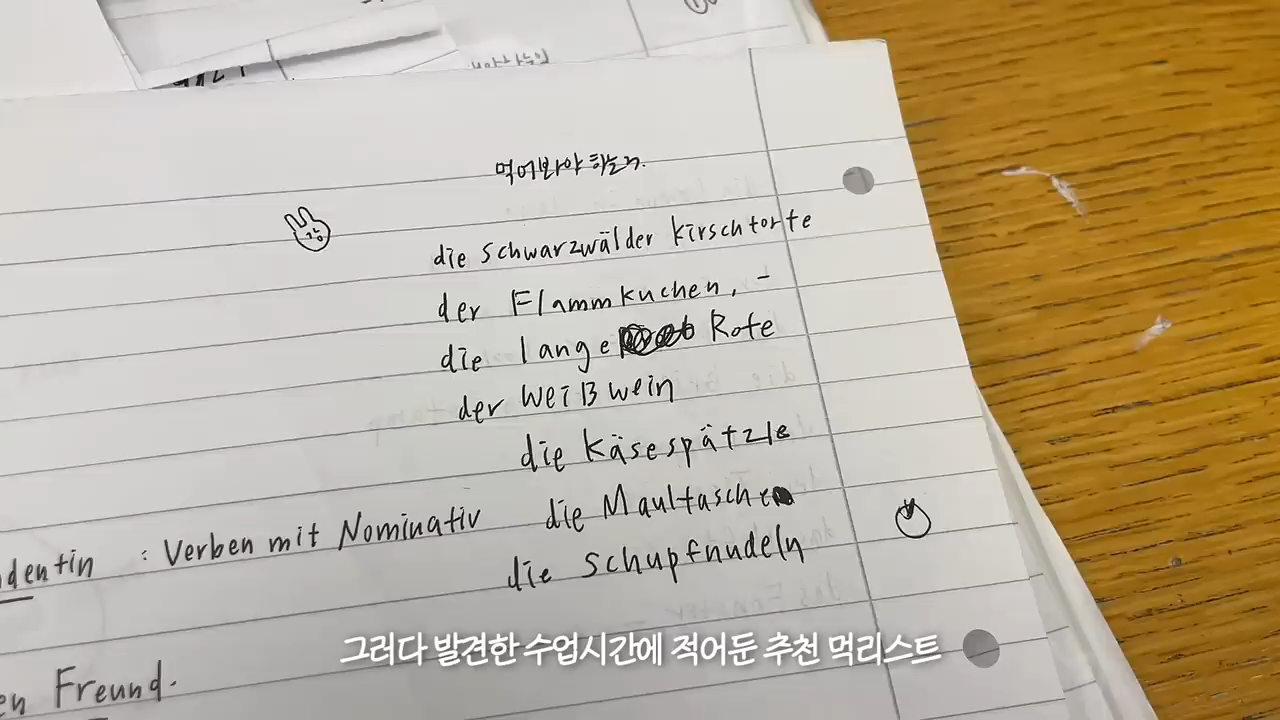 먹어봐야 하는거.
die schwarzwälder kirschtorte
der Flammkuchen, -
die lange Rote
der Weißwein
die Käsespätzle
die Maultasche
dentin : Verben mit Nominativ
die Schupfnudeln
en Freund.
그러다 발견한 수업시간에 적어둔 추천 먹리스트